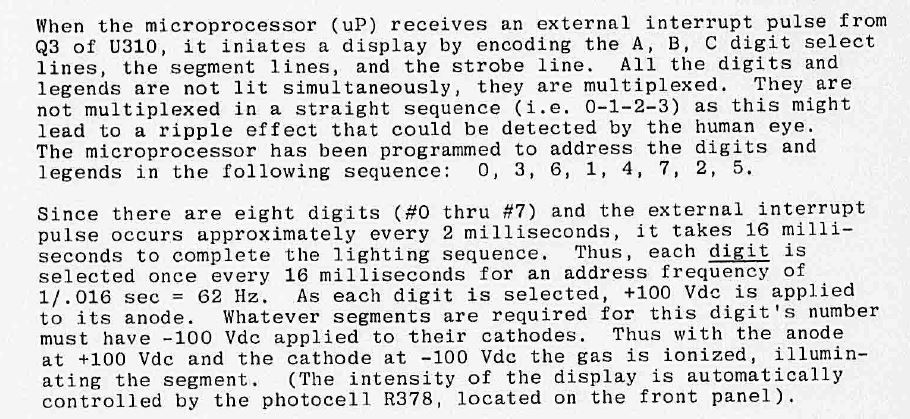 When the microprocessor (uP) receives an external interrupt pulse from
Q3 of U310, it iniates a display by encoding the A, B, C digit select
lines, the segment lines, and the strobe line.  All the digits and
legends are not lit simultaneously, they are multiplexed.  They are
not multiplexed in a straight sequence (i.e. 0-1-2-3) as this might
lead to a ripple effect that could be detected by the human eye.
The microprocessor has been programmed to address the digits and
legends in the following sequence:  0, 3, 6, 1, 4, 7, 2, 5.

Since there are eight digits (#0 thru #7) and the external interrupt
pulse occurs approximately every 2 milliseconds, it takes 16 milli-
seconds to complete the lighting sequence.  Thus, each digit is
selected once every 16 milliseconds for an address frequency of
1/.016 sec = 62 Hz.  As each digit is selected, +100 Vdc is applied
to its anode.  Whatever segments are required for this digit's number
must have -100 Vdc applied to their cathodes.  Thus with the anode
at +100 Vdc and the cathode at -100 Vdc the gas is ionized, illumin-
ating the segment.  (The intensity of the display is automatically
controlled by the photocell R378, located on the front panel).